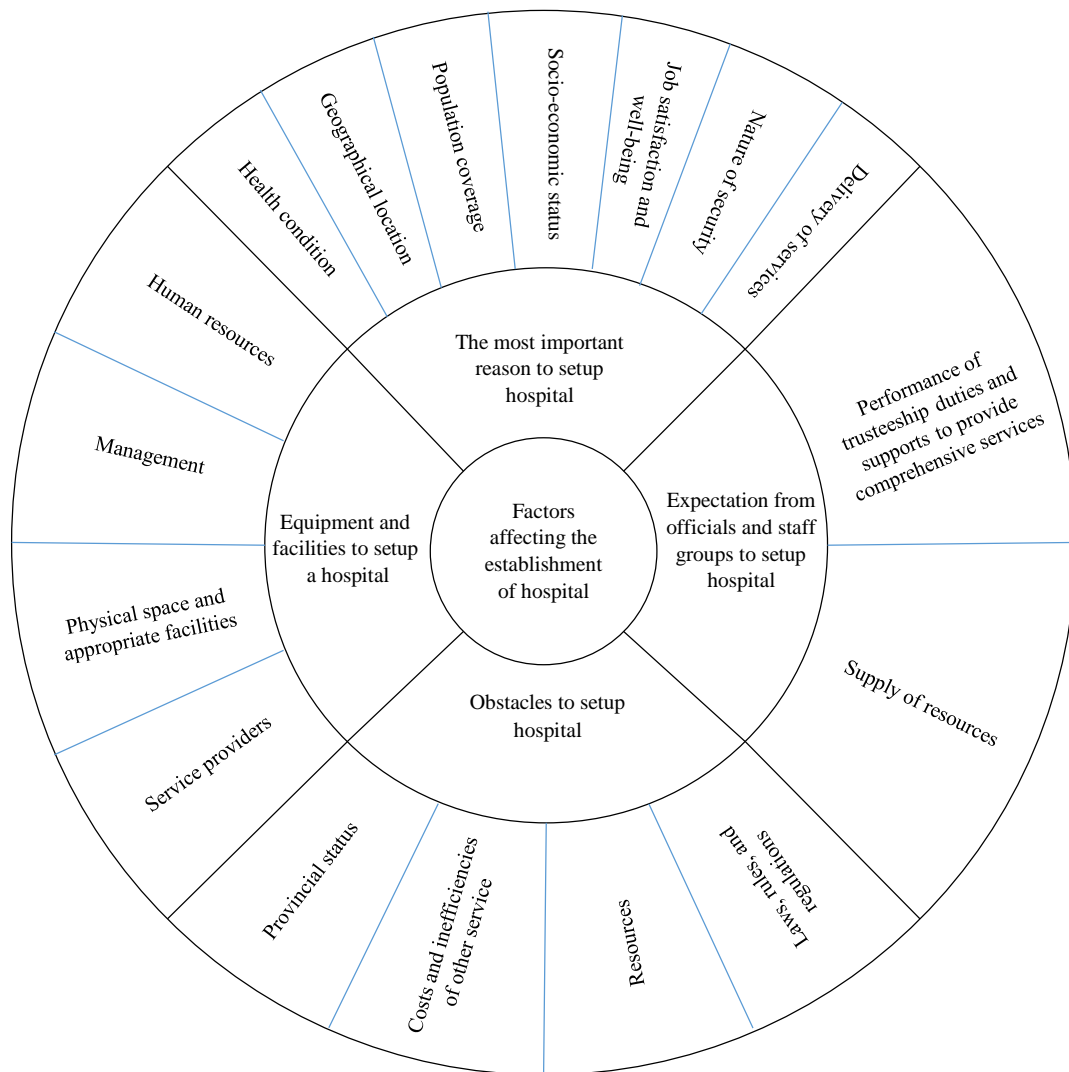 Factors
affecting the
establishment
of hospital
The most important
reason to setup
hospital
Expectation from
officials and staff
groups to setup
hospital
Obstacles to setup
hospital
Equipment and
facilities to setup
a hospital
Health condition
Geographical location
Population coverage
Socio-economic status
Job satisfaction and
well-being
Nature of security
Delivery of services
Performance of
trusteeship duties and
supports to provide
comprehensive services
Supply of resources
Laws, rules, and
regulations
Resources
Costs and inefficiencies
of other service
Provincial status
Service providers
Physical space and
appropriate facilities
Management
Human resources